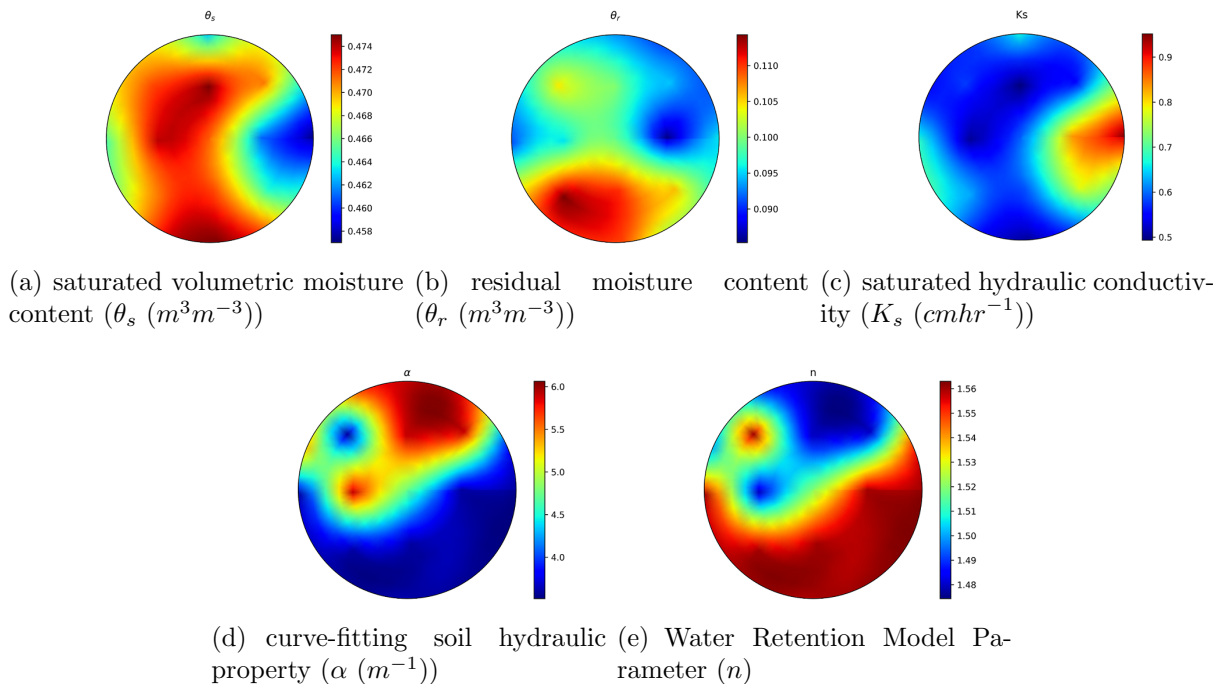 θₛ
θᵣ
Ks
0.474
0.472
0.470
0.468
0.466
0.464
0.462
0.460
0.458
0.110
0.105
0.100
0.095
0.090
0.9
0.8
0.7
0.6
0.5
(a) saturated volumetric moisture
content (θₛ (m³m⁻³))
(b) residual moisture content
(θᵣ (m³m⁻³))
(c) saturated hydraulic conductiv-
ity (Kₛ (cmhr⁻¹))
α
n
6.0
5.5
5.0
4.5
4.0
1.56
1.55
1.54
1.53
1.52
1.51
1.50
1.49
1.48
(d) curve-fitting soil hydraulic
property (α (m⁻¹))
(e) Water Retention Model Pa-
rameter (n)